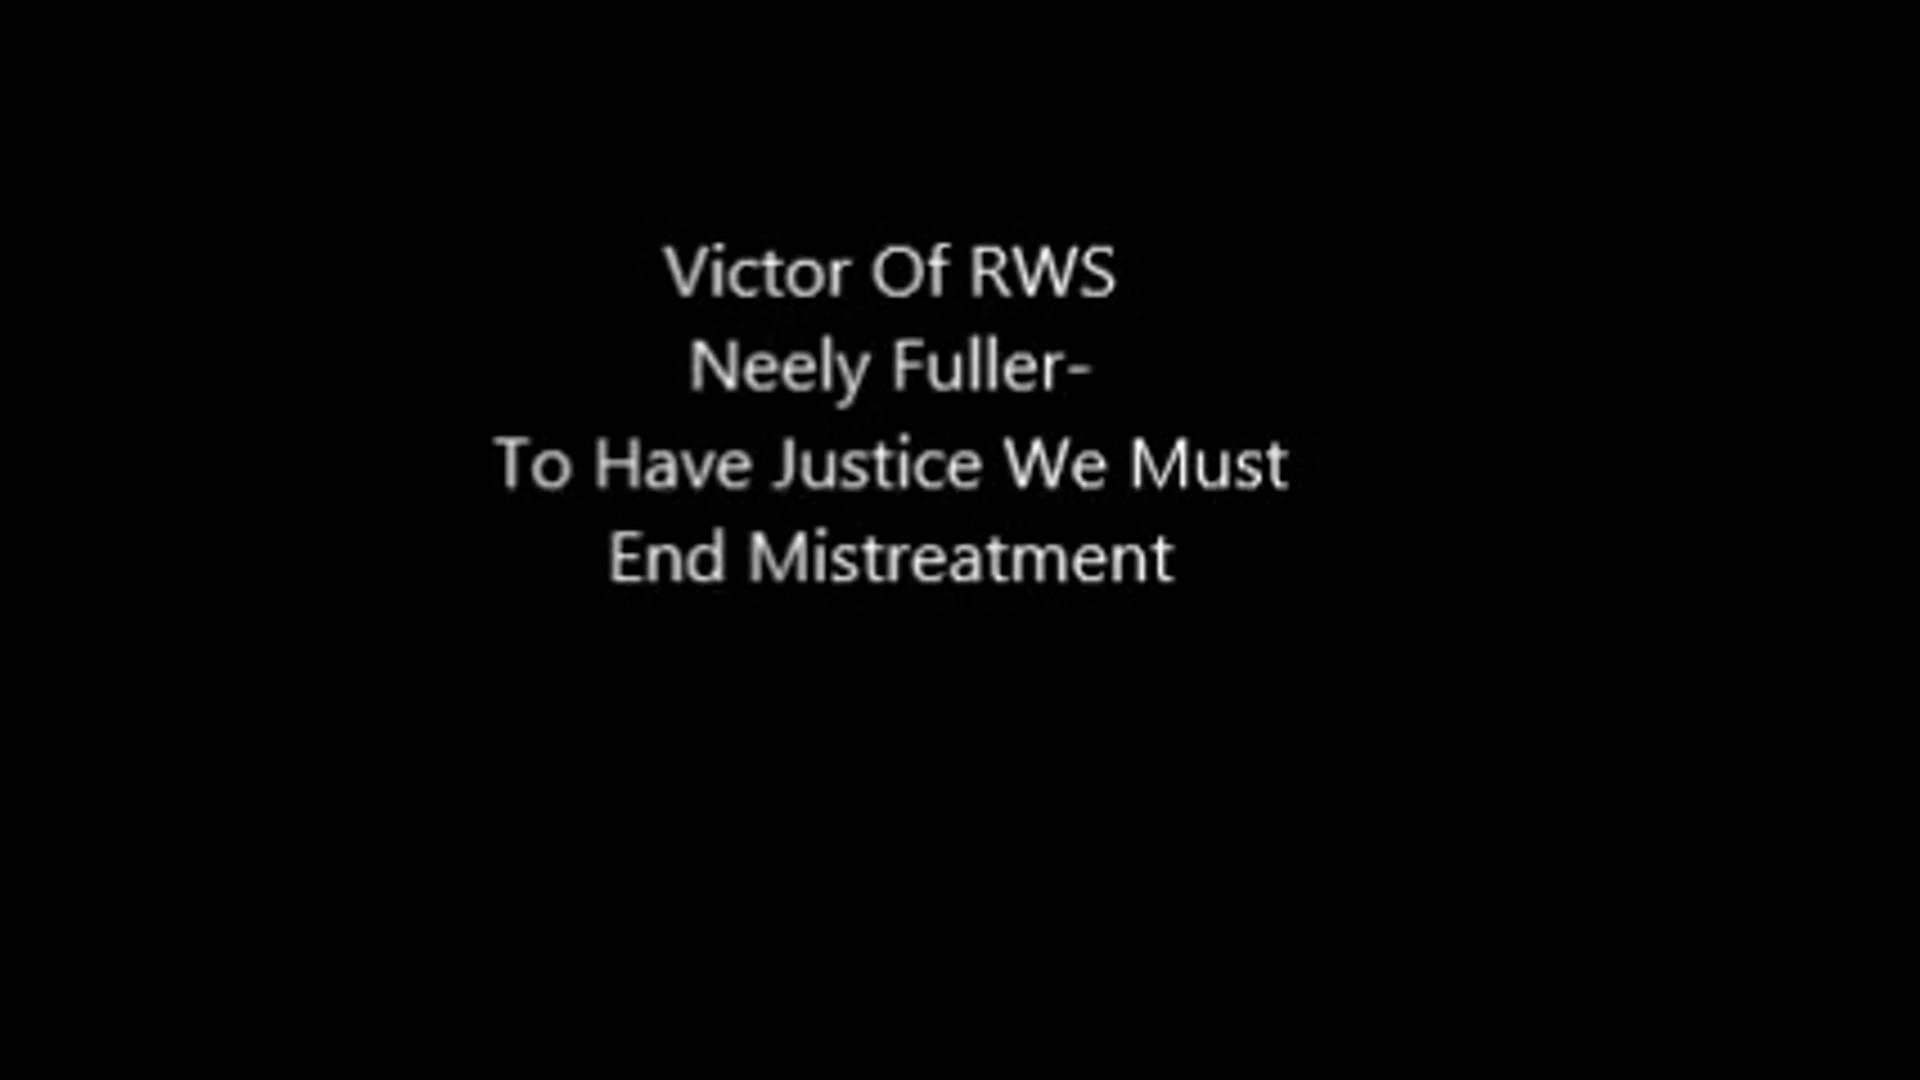 Victor Of RWS
Neely Fuller-
To Have Justice We Must
End Mistreatment